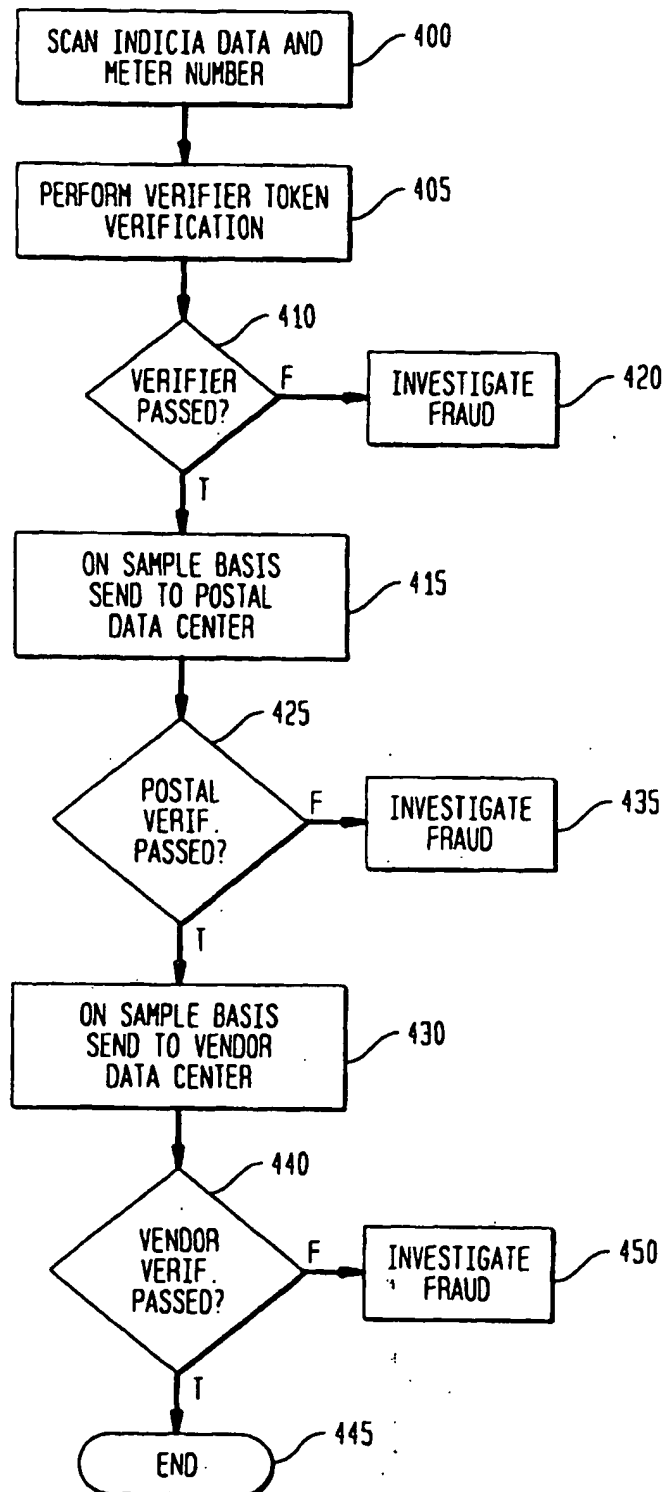 SCAN INDICIA DATA AND
METER NUMBER
400
PERFORM VERIFIER TOKEN
VERIFICATION
405
410
VERIFIER
PASSED?
F
INVESTIGATE
FRAUD
420
T
ON SAMPLE BASIS
SEND TO POSTAL
DATA CENTER
415
425
POSTAL
VERIF.
PASSED?
F
INVESTIGATE
FRAUD
435
T
ON SAMPLE BASIS
SEND TO VENDOR
DATA CENTER
430
440
VENDOR
VERIF.
PASSED?
F
INVESTIGATE
FRAUD
450
T
END
445